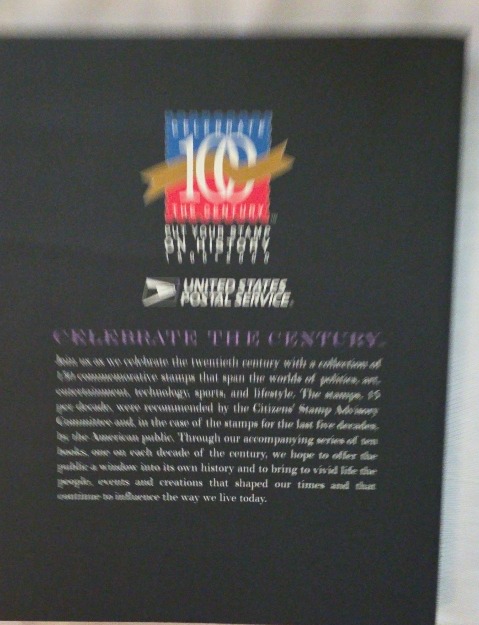 CELEBRATE
100
THE CENTURY
PUT YOUR STAMP
ON HISTORY
UNITED STATES
POSTAL SERVICE
CELEBRATE THE CENTURY
Join us as we celebrate the twentieth century with a collection of
150 commemorative stamps that span the worlds of politics, art,
entertainment, technology, sports, and lifestyle. The stamps, 15
per decade, were recommended by the Citizens' Stamp Advisory
Committee and, in the case of the stamps for the last five decades,
by the American public. Through our accompanying series of ten
books, one on each decade of the century, we hope to offer the
public a window into its own history and to bring to vivid life the
people, events and creations that shaped our times and that
continue to influence the way we live today.